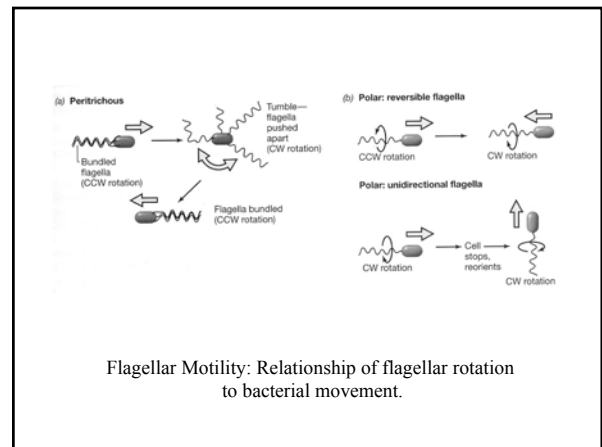 (a) Peritrichous
Bundled
flagella
(CCW rotation)
Tumble—
flagella
pushed
apart
(CW rotation)
Flagella bundled
(CCW rotation)
(b) Polar: reversible flagella
CCW rotation
CW rotation
Polar: unidirectional flagella
CW rotation
Cell
stops,
reorients
CW rotation
Flagellar Motility: Relationship of flagellar rotation
to bacterial movement.